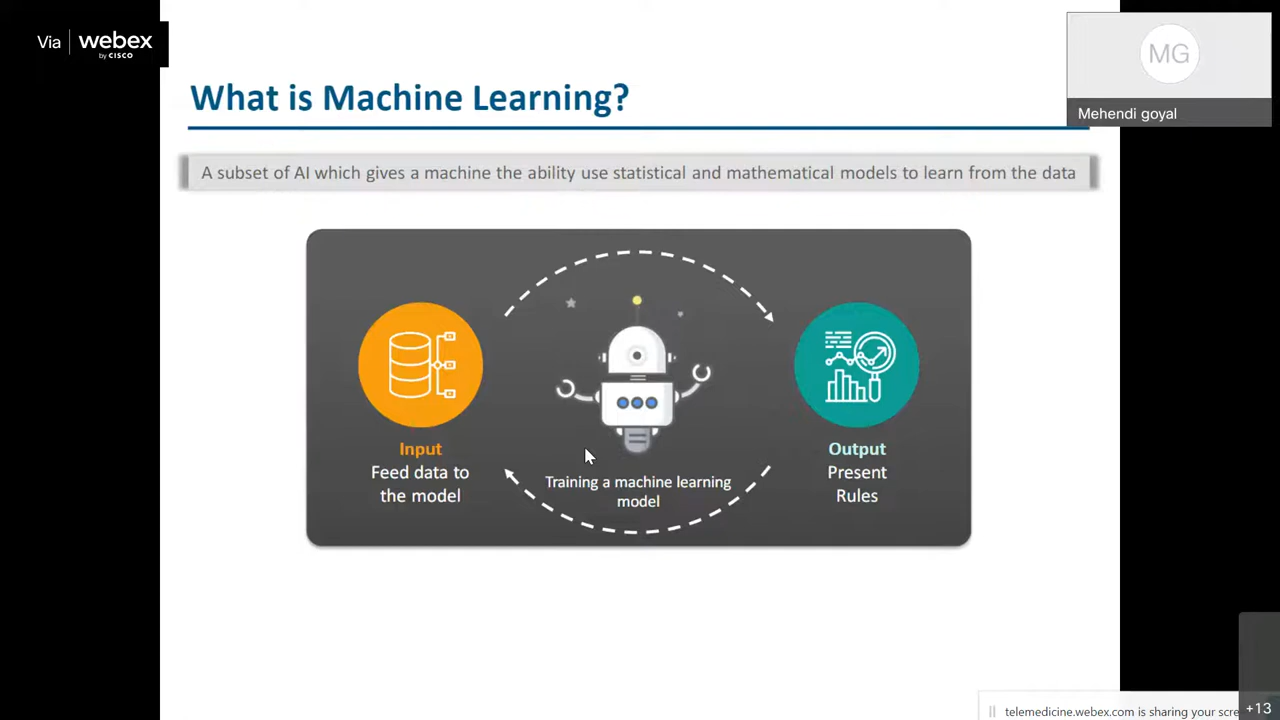 Via webex
by CISCO
MG
Mehendi goyal
What is Machine Learning?
A subset of AI which gives a machine the ability use statistical and mathematical models to learn from the data
Input
Feed data to
the model
Training a machine learning
model
Output
Present
Rules
telemedicine.webex.com is sharing your scre
+13